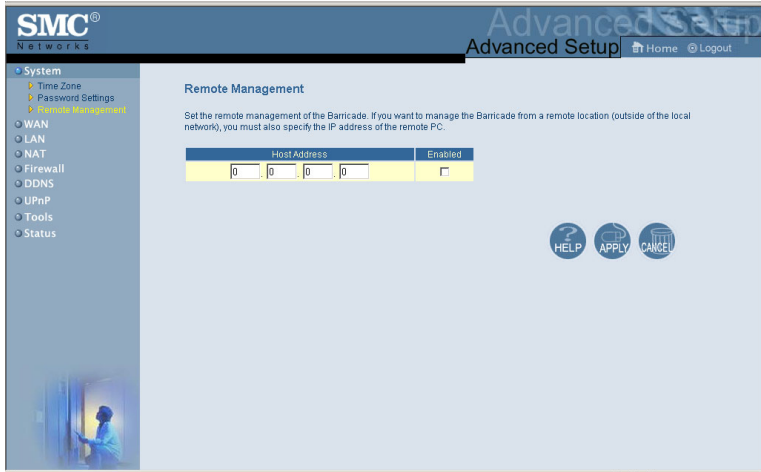 SMC®
Networks
Advanced Setup
Advanced Setup
Home
Logout
System
Time Zone
Password Settings
Remote Management
WAN
LAN
NAT
Firewall
DDNS
UPnP
Tools
Status
Remote Management
Set the remote management of the Barricade. If you want to manage the Barricade from a remote location (outside of the local
network), you must also specify the IP address of the remote PC.
Host Address Enabled
0 . 0 . 0 . 0
HELP APPLY CANCEL